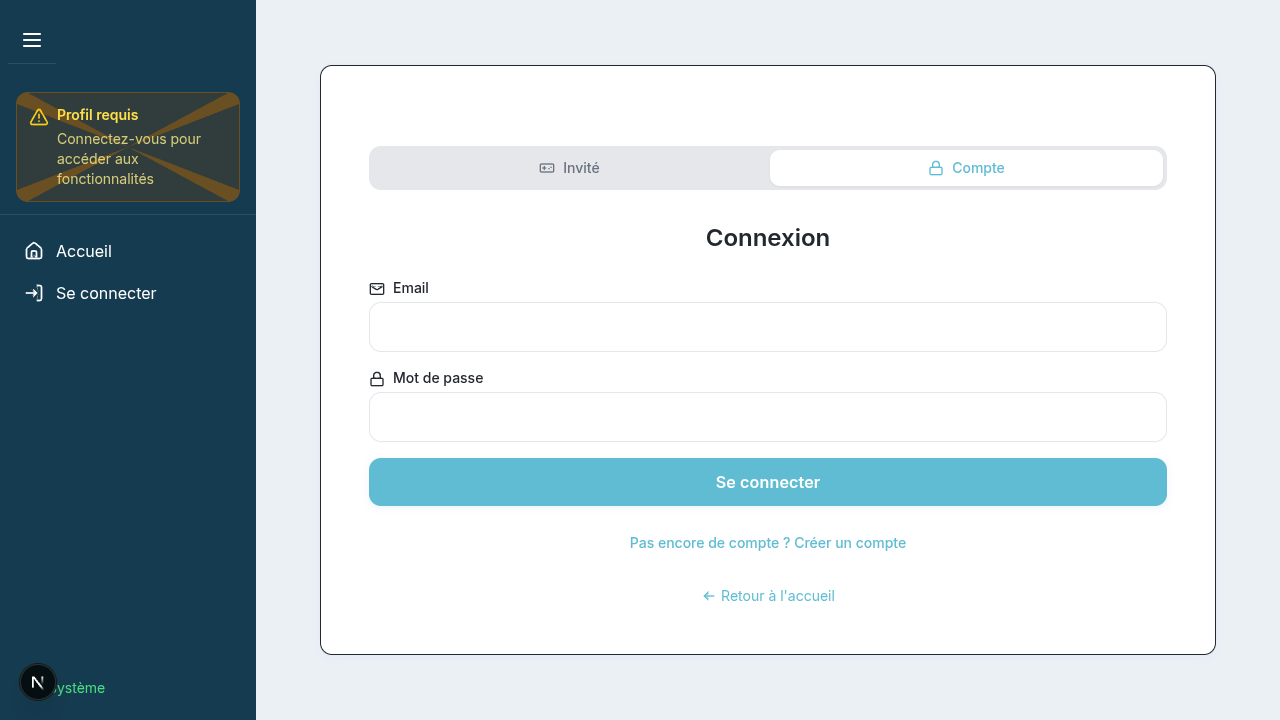 Profil requis
Connectez-vous pour
accéder aux
fonctionnalités
Accueil
Se connecter
N
ystème
Invité
Compte
Connexion
Email
Mot de passe
Se connecter
Pas encore de compte ? Créer un compte
← Retour à l'accueil